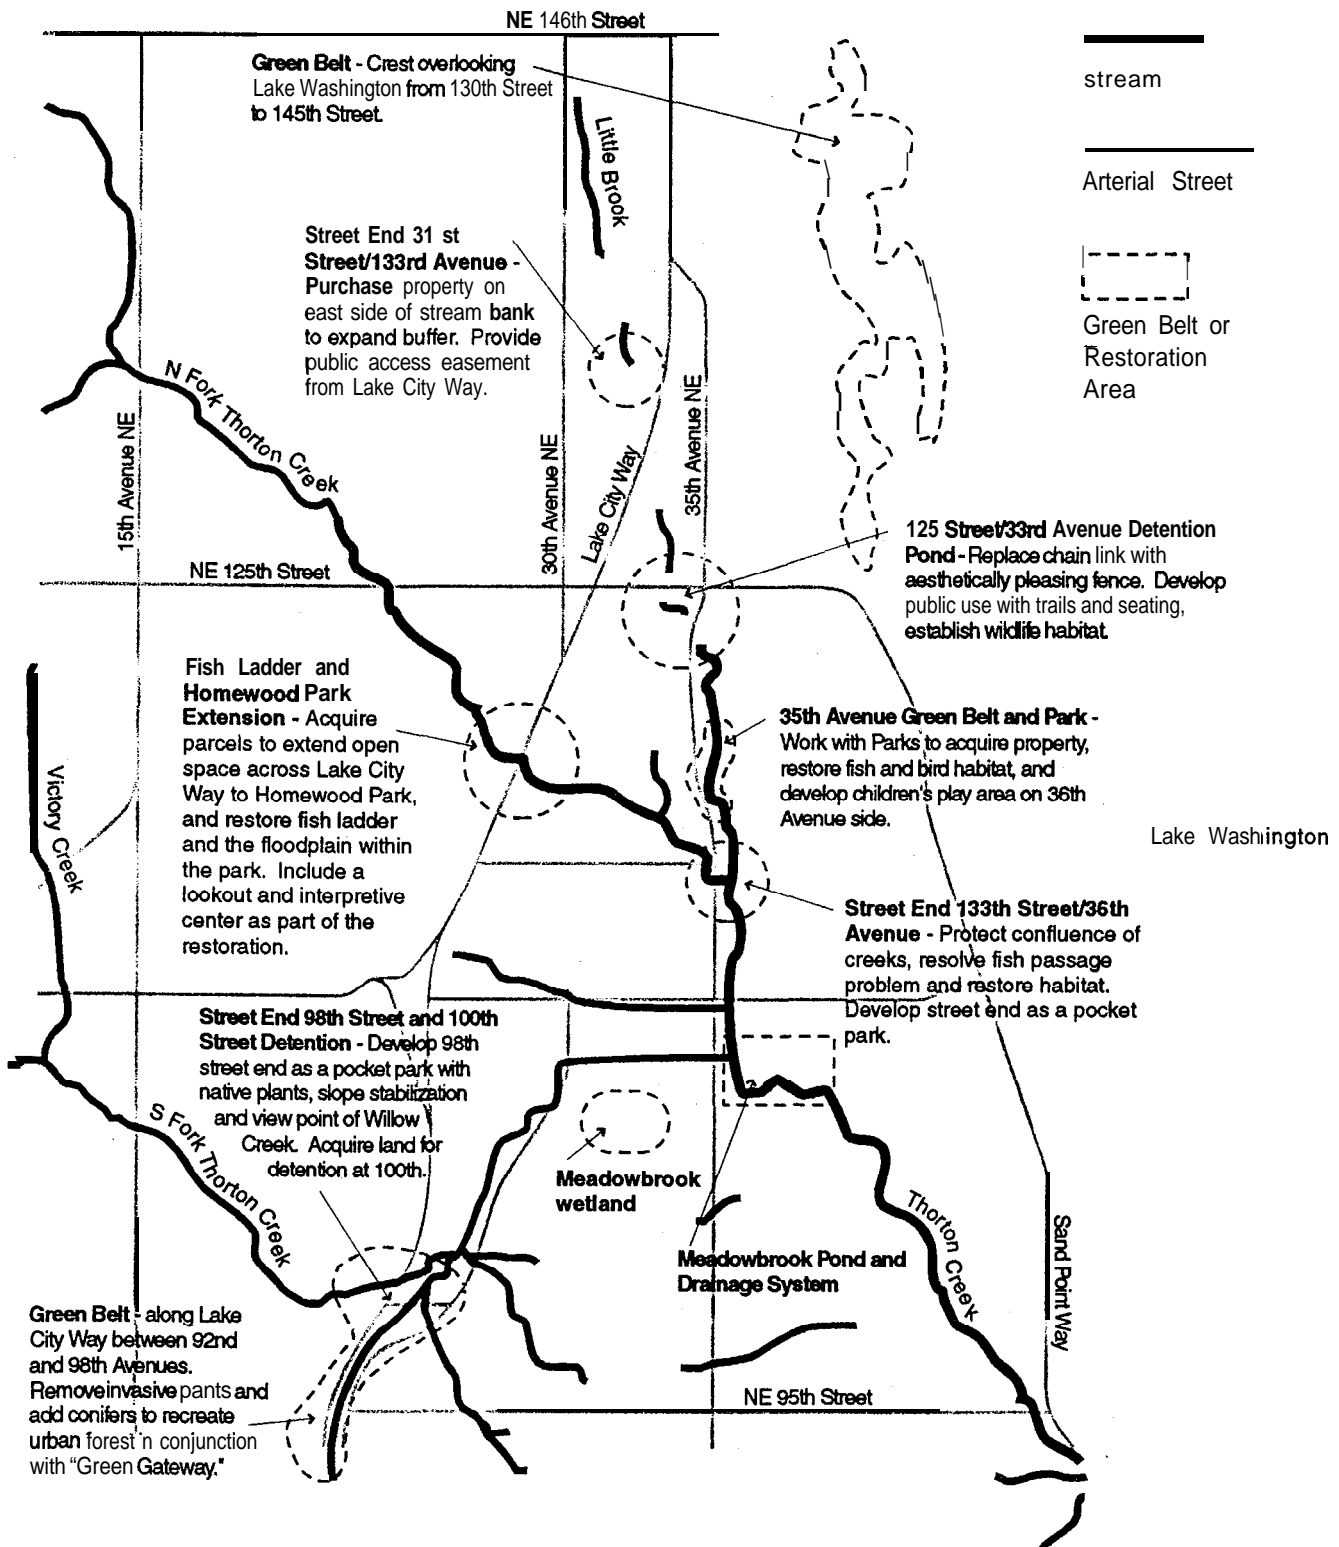 NE 146th Street
Green Belt - Crest overlooking
Lake Washington from 130th Street
to 145th Street.
stream
Arterial Street
Green Belt or
Restoration
Area
Little Brook
Street End 31 st
Street/133rd Avenue -
Purchase property on
east side of stream bank
to expand buffer. Provide
public access easement
from Lake City Way.
N Fork Thorton Creek
15th Avenue NE
30th Avenue NE
Lake City Way
35th Avenue NE
NE 125th Street
125 Street/33rd Avenue Detention
Pond - Replace chain link with
aesthetically pleasing fence. Develop
public use with trails and seating,
establish wildlife habitat.
Fish Ladder and
Homewood Park
Extension - Acquire
parcels to extend open
space across Lake City
Way to Homewood Park,
and restore fish ladder
and the floodplain within
the park. Include a
lookout and interpretive
center as part of the
restoration.
35th Avenue Green Belt and Park -
Work with Parks to acquire property,
restore fish and bird habitat, and
develop children's play area on 36th
Avenue side.
Lake Washington
Victory Creek
Street End 133th Street/36th
Avenue - Protect confluence of
creeks, resolve fish passage
problem and restore habitat.
Develop street end as a pocket
park.
Street End 98th Street and 100th
Street Detention - Develop 98th
street end as a pocket park with
native plants, slope stabilization
and view point of Willow
Creek. Acquire land for
detention at 100th.
S Fork Thorton Creek
Meadowbrook
wetland
Meadowbrook Pond and
Drainage System
Thorton Creek
Sand Point Way
Green Belt - along Lake
City Way between 92nd
and 98th Avenues.
Remove invasive pants and
add conifers to recreate
urban forest 'n conjunction
with "Green Gateway."
NE 95th Street